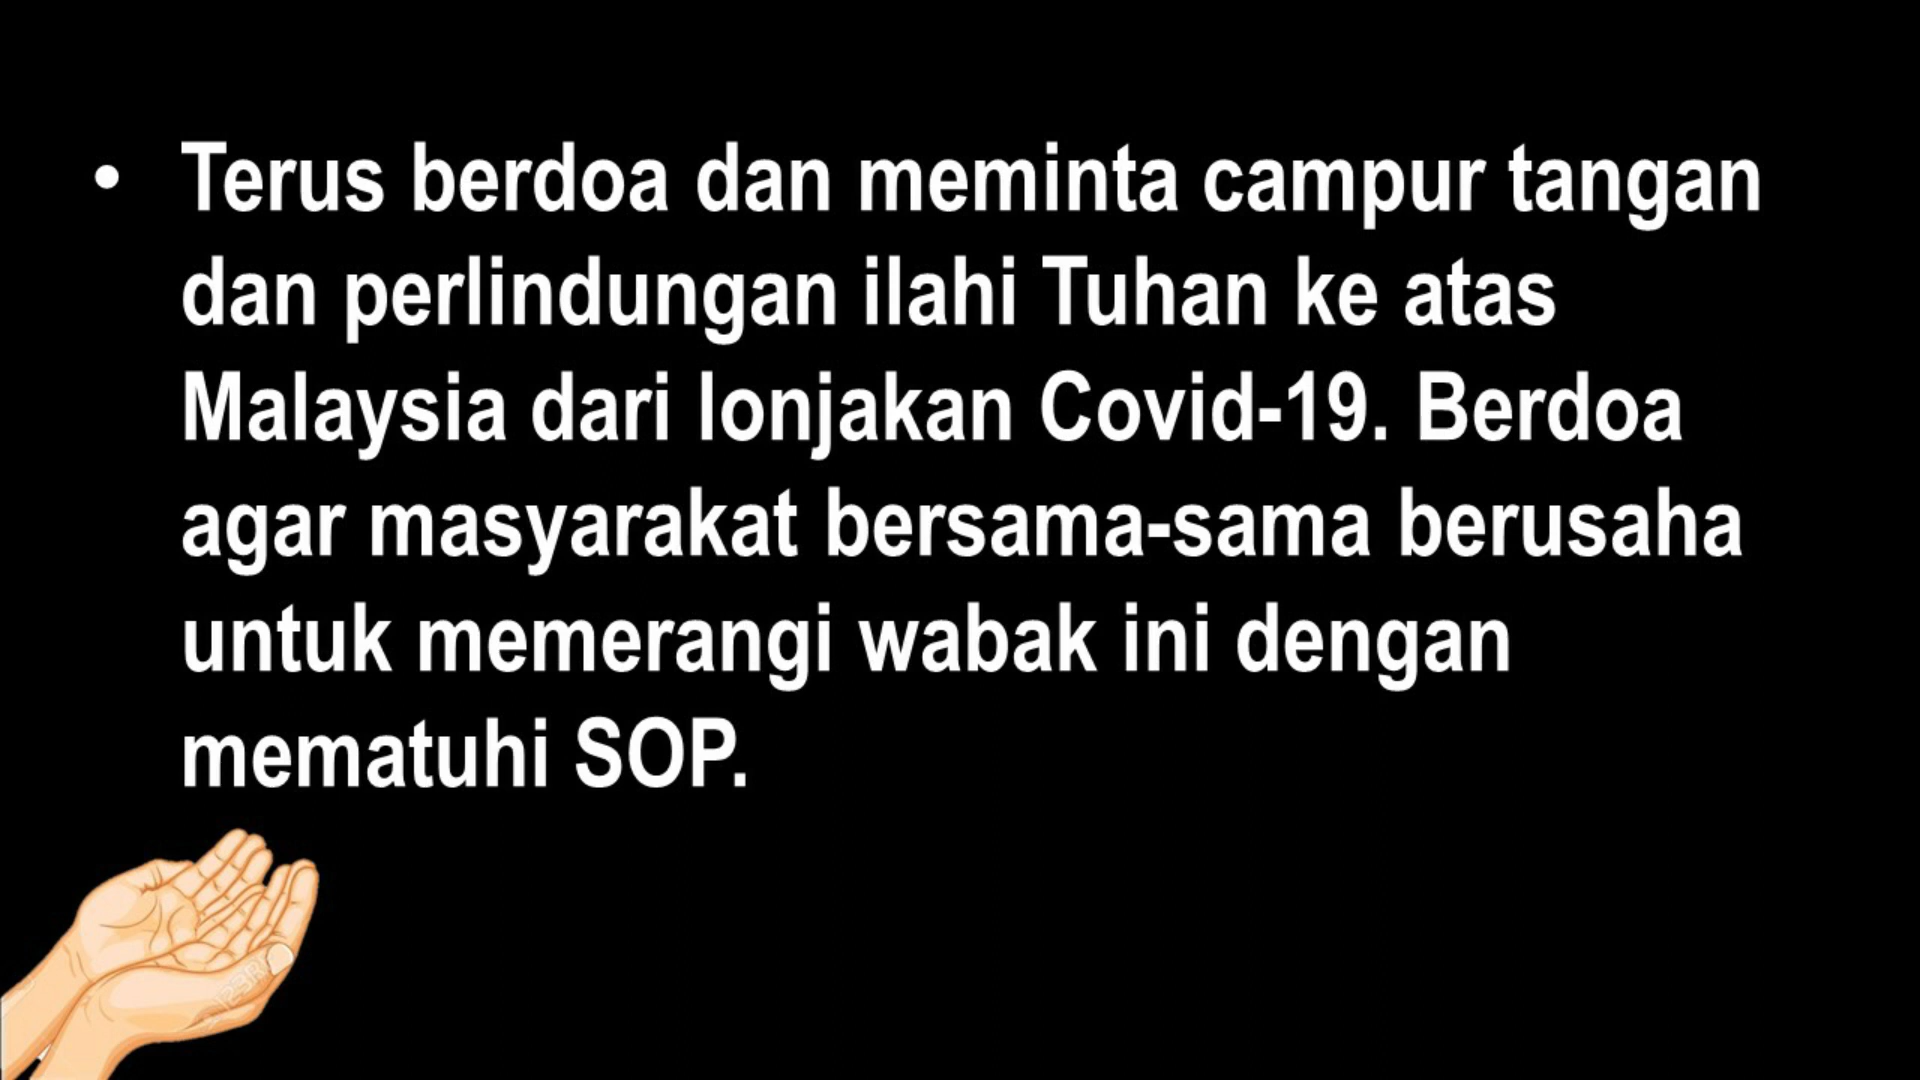 • Terus berdoa dan meminta campur tangan
dan perlindungan ilahi Tuhan ke atas
Malaysia dari lonjakan Covid-19. Berdoa
agar masyarakat bersama-sama berusaha
untuk memerangi wabak ini dengan
mematuhi SOP.